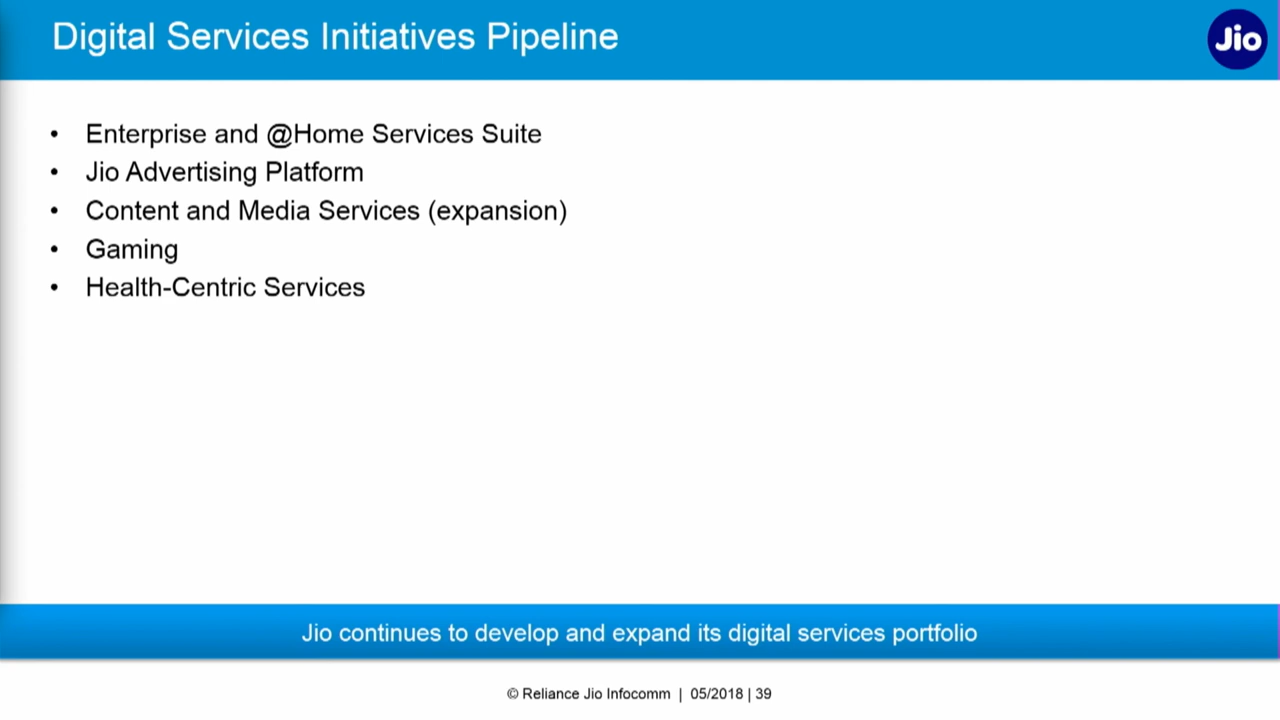 Digital Services Initiatives Pipeline
Jio
• Enterprise and @Home Services Suite
• Jio Advertising Platform
• Content and Media Services (expansion)
• Gaming
• Health-Centric Services
Jio continues to develop and expand its digital services portfolio
© Reliance Jio Infocomm | 05/2018 | 39